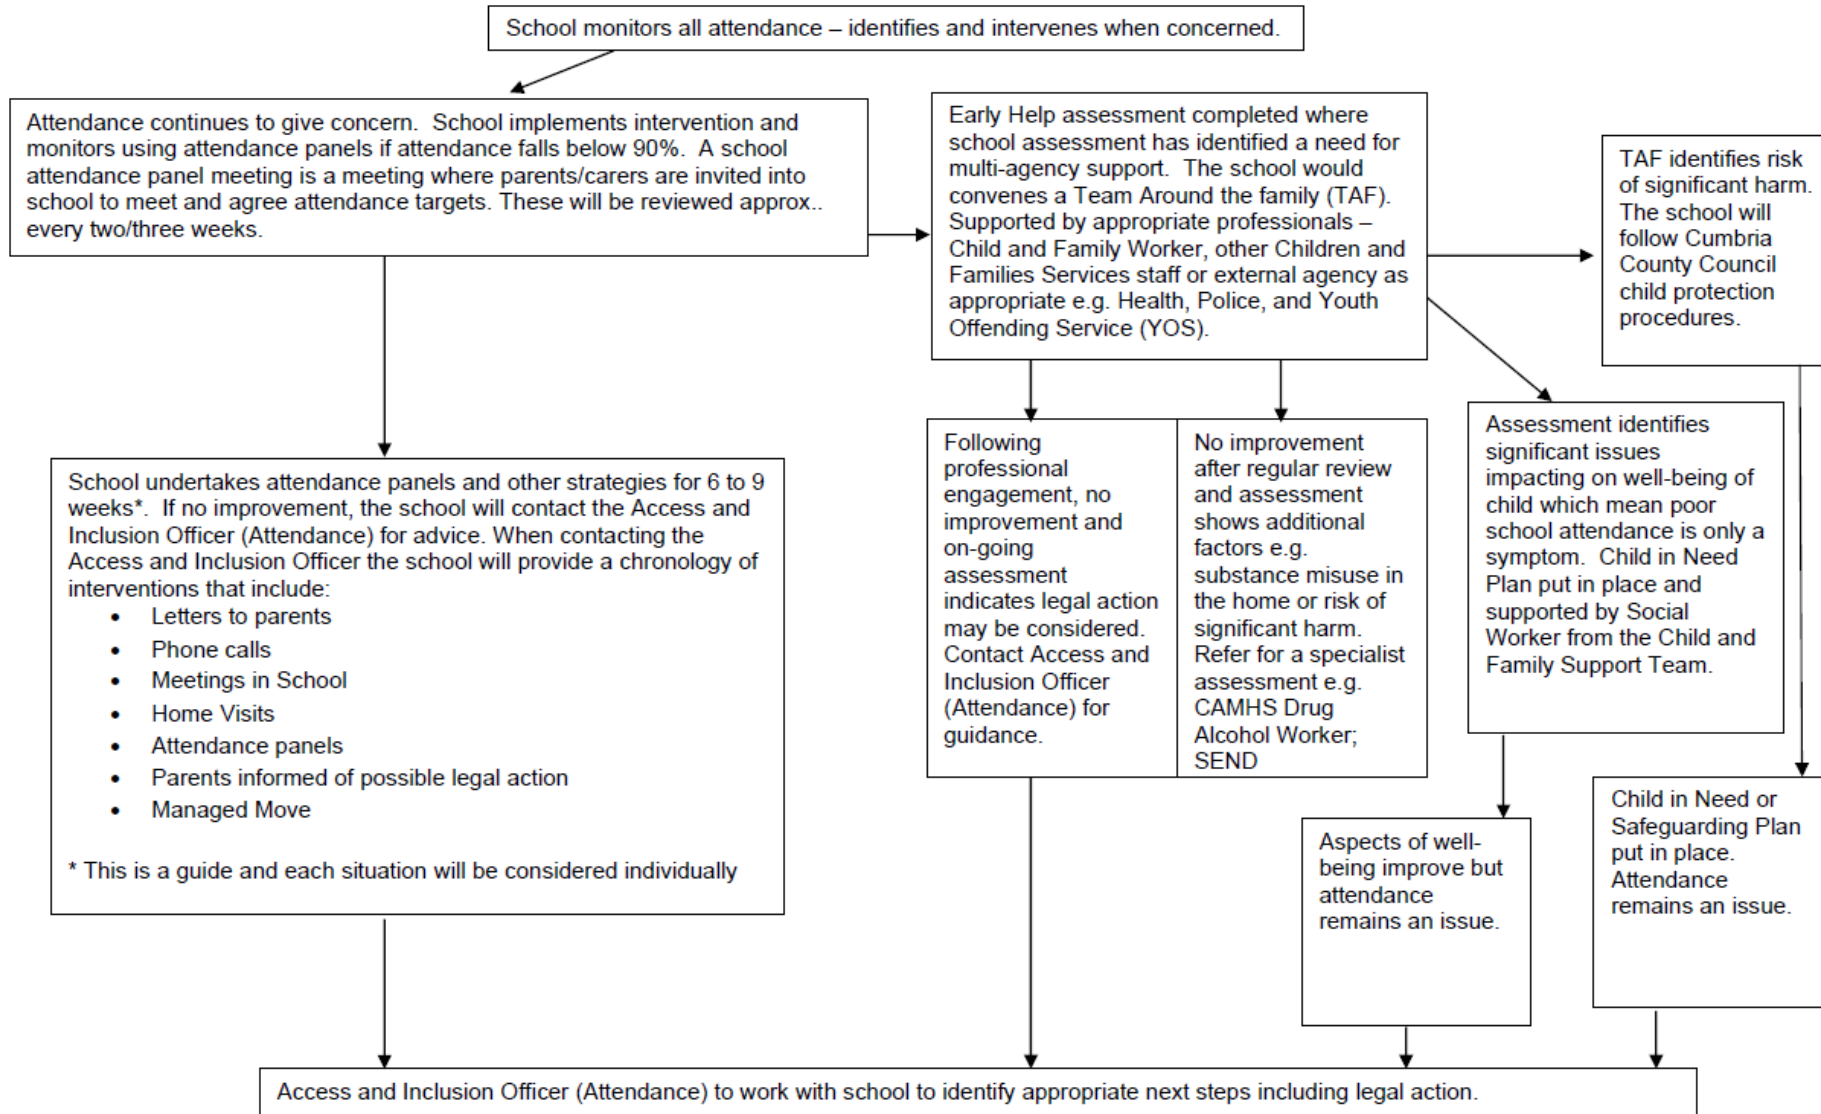 School monitors all attendance – identifies and intervenes when concerned.
Attendance continues to give concern.  School implements intervention and
monitors using attendance panels if attendance falls below 90%.  A school
attendance panel meeting is a meeting where parents/carers are invited into
school to meet and agree attendance targets. These will be reviewed approx..
every two/three weeks.
Early Help assessment completed where
school assessment has identified a need for
multi-agency support.  The school would
convenes a Team Around the family (TAF).
Supported by appropriate professionals –
Child and Family Worker, other Children and
Families Services staff or external agency as
appropriate e.g. Health, Police, and Youth
Offending Service (YOS).
TAF identifies risk
of significant harm.
The school will
follow Cumbria
County Council
child protection
procedures.
School undertakes attendance panels and other strategies for 6 to 9
weeks*.  If no improvement, the school will contact the Access and
Inclusion Officer (Attendance) for advice. When contacting the
Access and Inclusion Officer the school will provide a chronology of
interventions that include:
• Letters to parents
• Phone calls
• Meetings in School
• Home Visits
• Attendance panels
• Parents informed of possible legal action
• Managed Move
* This is a guide and each situation will be considered individually
Following
professional
engagement, no
improvement and
on-going
assessment
indicates legal action
may be considered.
Contact Access and
Inclusion Officer
(Attendance) for
guidance.
No improvement
after regular review
and assessment
shows additional
factors e.g.
substance misuse in
the home or risk of
significant harm.
Refer for a specialist
assessment e.g.
CAMHS Drug
Alcohol Worker;
SEND
Assessment identifies
significant issues
impacting on well-being of
child which mean poor
school attendance is only a
symptom.  Child in Need
Plan put in place and
supported by Social
Worker from the Child and
Family Support Team.
Aspects of well-
being improve but
attendance
remains an issue.
Child in Need or
Safeguarding Plan
put in place.
Attendance
remains an issue.
Access and Inclusion Officer (Attendance) to work with school to identify appropriate next steps including legal action.